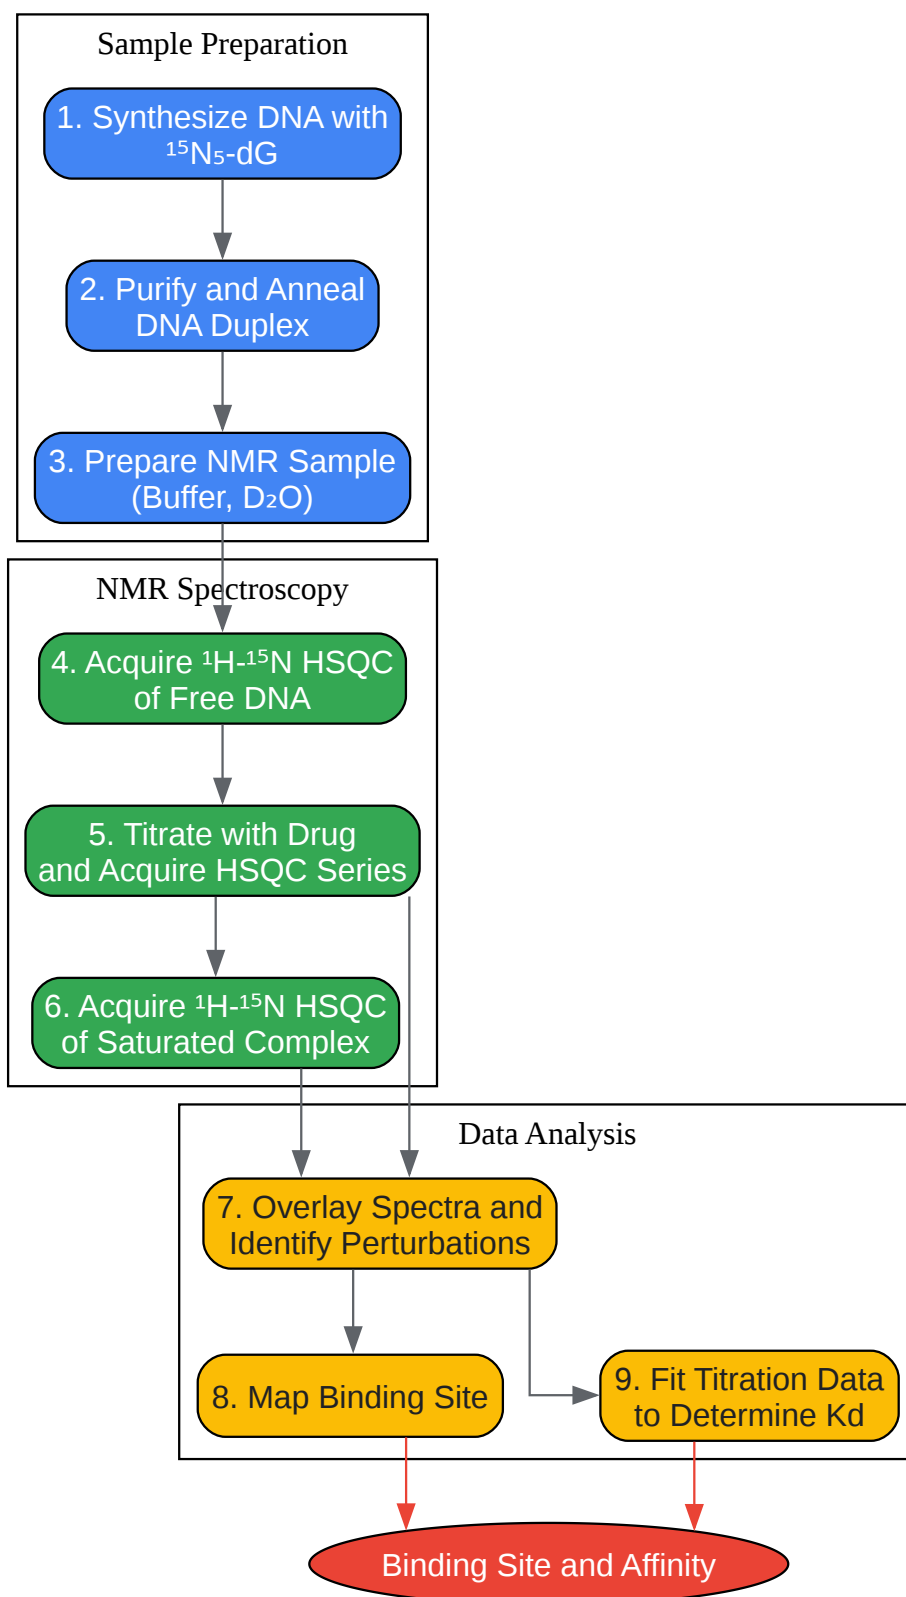 Sample Preparation
1. Synthesize DNA with
¹⁵N₅-dG
2. Purify and Anneal
DNA Duplex
3. Prepare NMR Sample
(Buffer, D₂O)
NMR Spectroscopy
4. Acquire ¹H-¹⁵N HSQC
of Free DNA
5. Titrate with Drug
and Acquire HSQC Series
6. Acquire ¹H-¹⁵N HSQC
of Saturated Complex
Data Analysis
7. Overlay Spectra and
Identify Perturbations
8. Map Binding Site
9. Fit Titration Data
to Determine Kd
Binding Site and Affinity